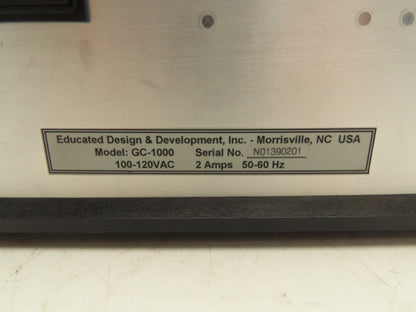 Educated Design & Development, Inc. - Morrisville, NC USA
Model: GC-1000 Serial No. N01390201
100-120VAC 2 Amps 50-60 Hz